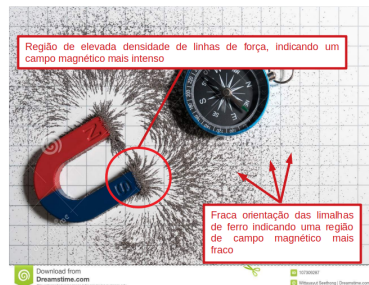 Região de elevada densidade de linhas de força, indicando um
campo magnético mais intenso
N
S
Fraca orientação das limalhas
de ferro indicando uma região
de campo magnético mais
fraco
Download from
Dreamstime.com